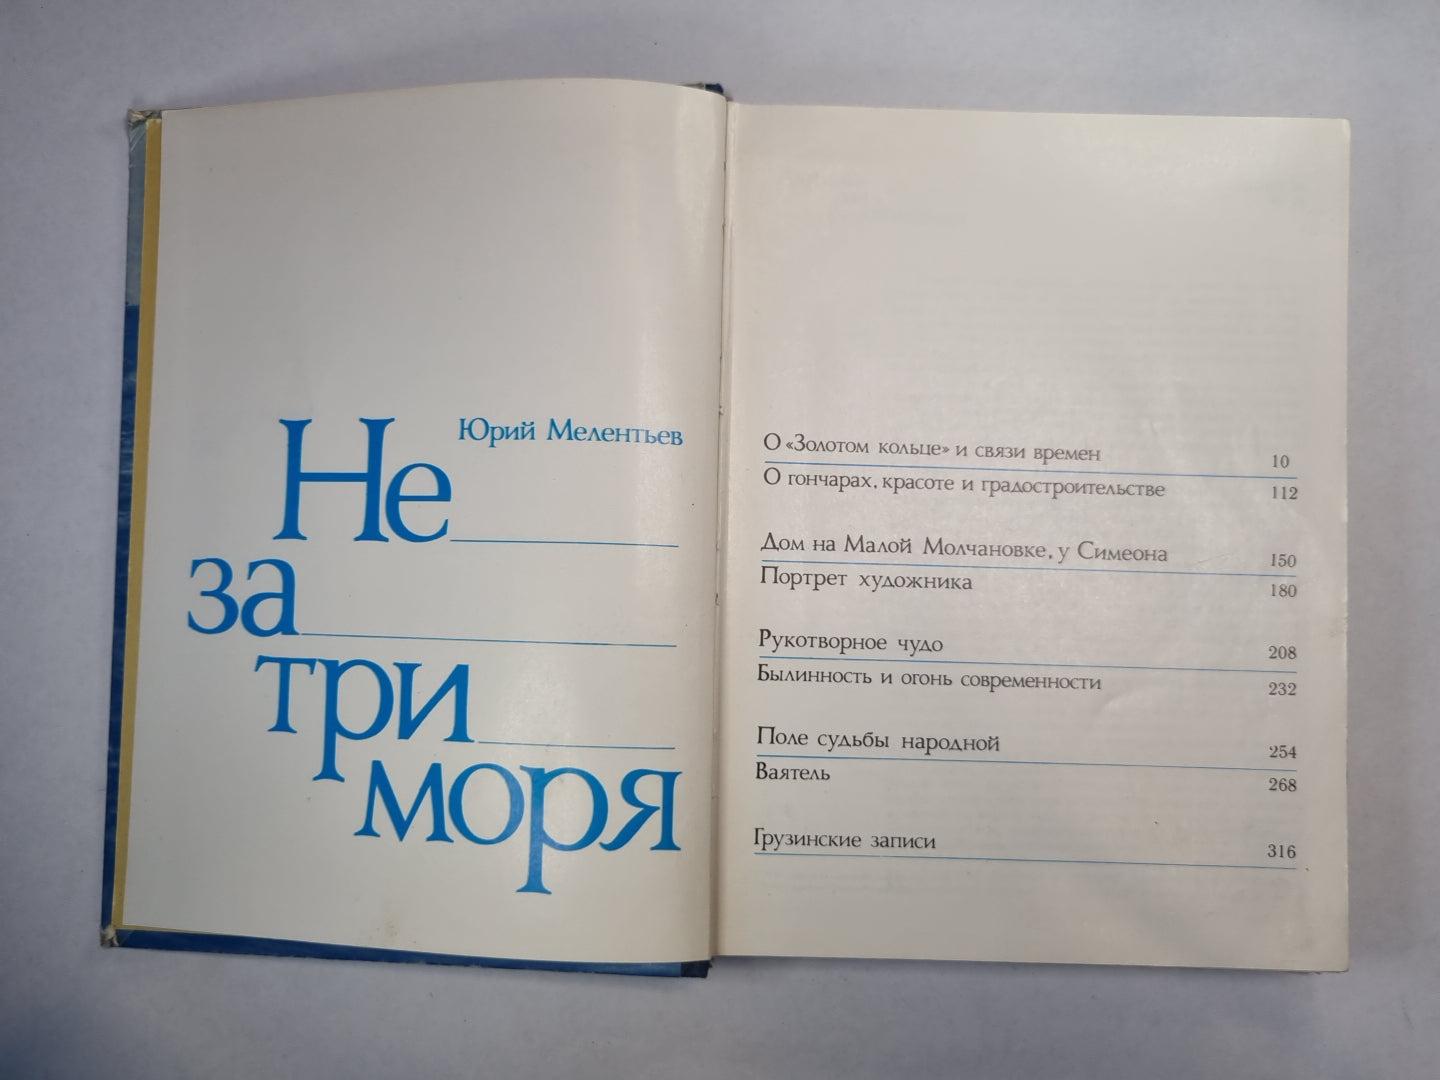 Юрий Мелентьев
Не
за
три
моря
О «Золотом кольце» и связи времен 10
О гончарах, красоте и градостроительстве 112
Дом на Малой Молчановке, у Симеона 150
Портрет художника 180
Рукотворное чудо 208
Былинность и огонь современности 232
Поле судьбы народной 254
Ваятель 268
Грузинские записи 316